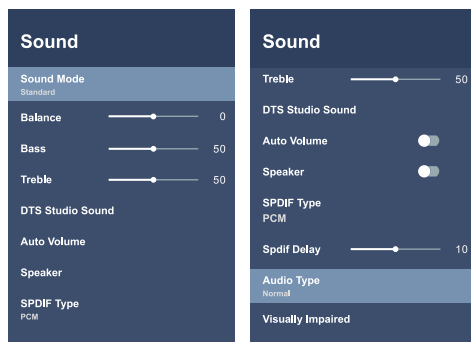 Sound
Sound Mode
Standard
Balance 0
Bass 50
Treble 50
DTS Studio Sound
Auto Volume
Speaker
SPDIF Type
PCM
Sound
Treble 50
DTS Studio Sound
Auto Volume
Speaker
SPDIF Type
PCM
Spdif Delay 10
Audio Type
Normal
Visually Impaired